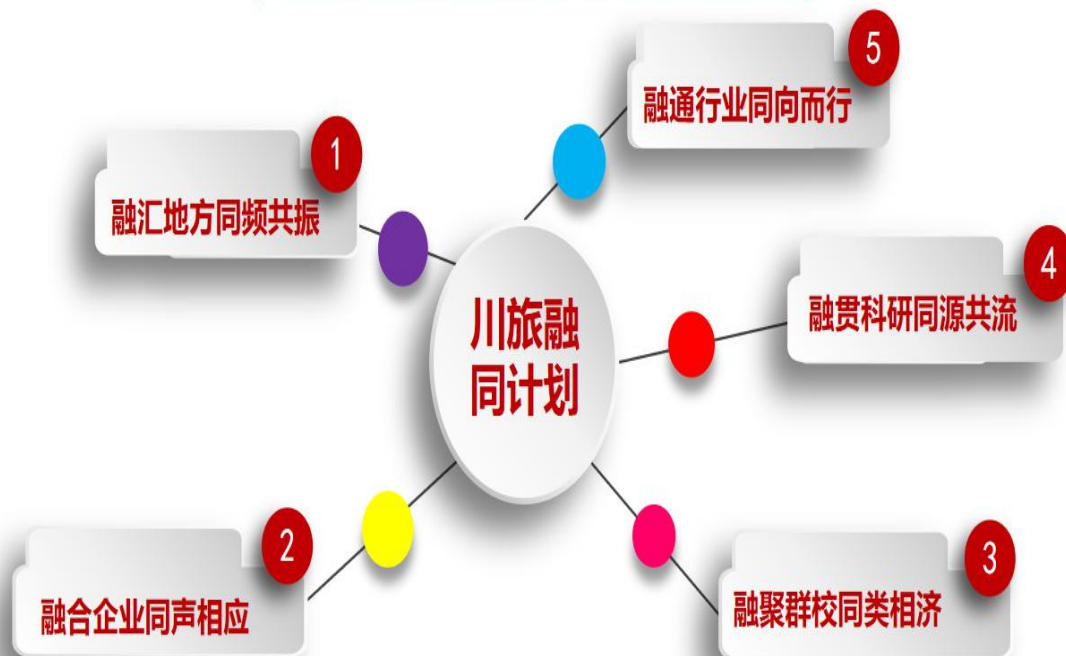 川旅融
同计划
1
融汇地方同频共振
2
融合企业同声相应
3
融聚群校同类相济
4
融贯科研同源共流
5
融通行业同向而行